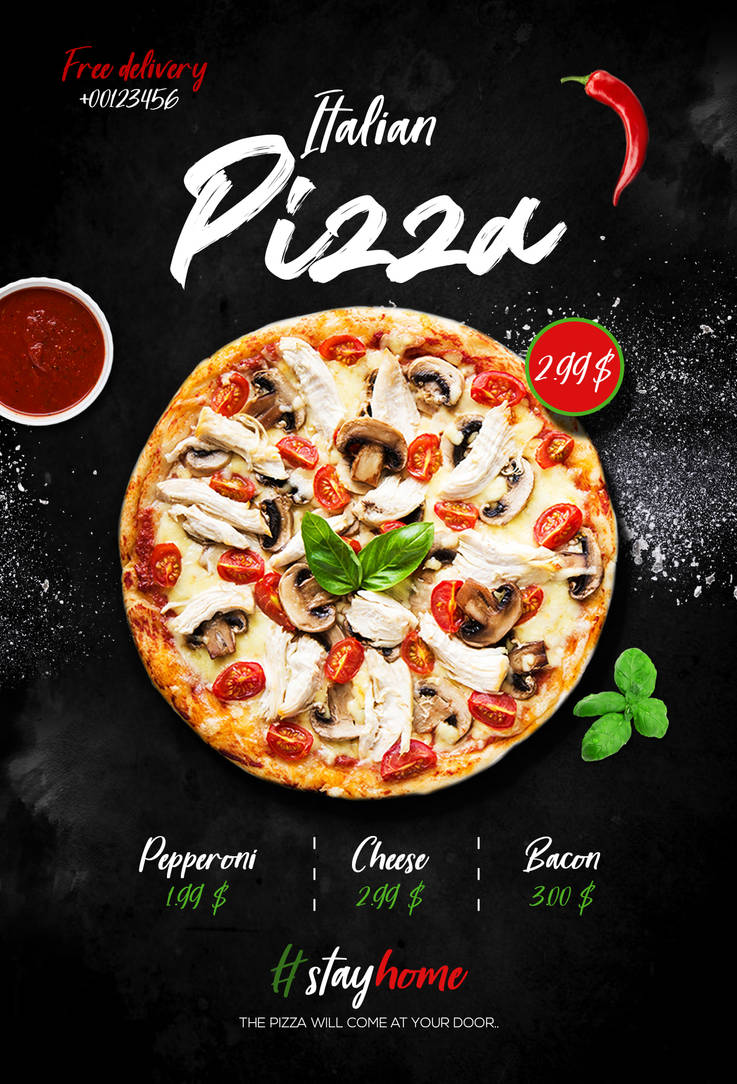 Free delivery
+00123456
Italian
Pizza
2.99 $
Pepperoni
1.99 $
Cheese
2.99 $
Bacon
3.00 $
#stayhome
THE PIZZA WILL COME AT YOUR DOOR..